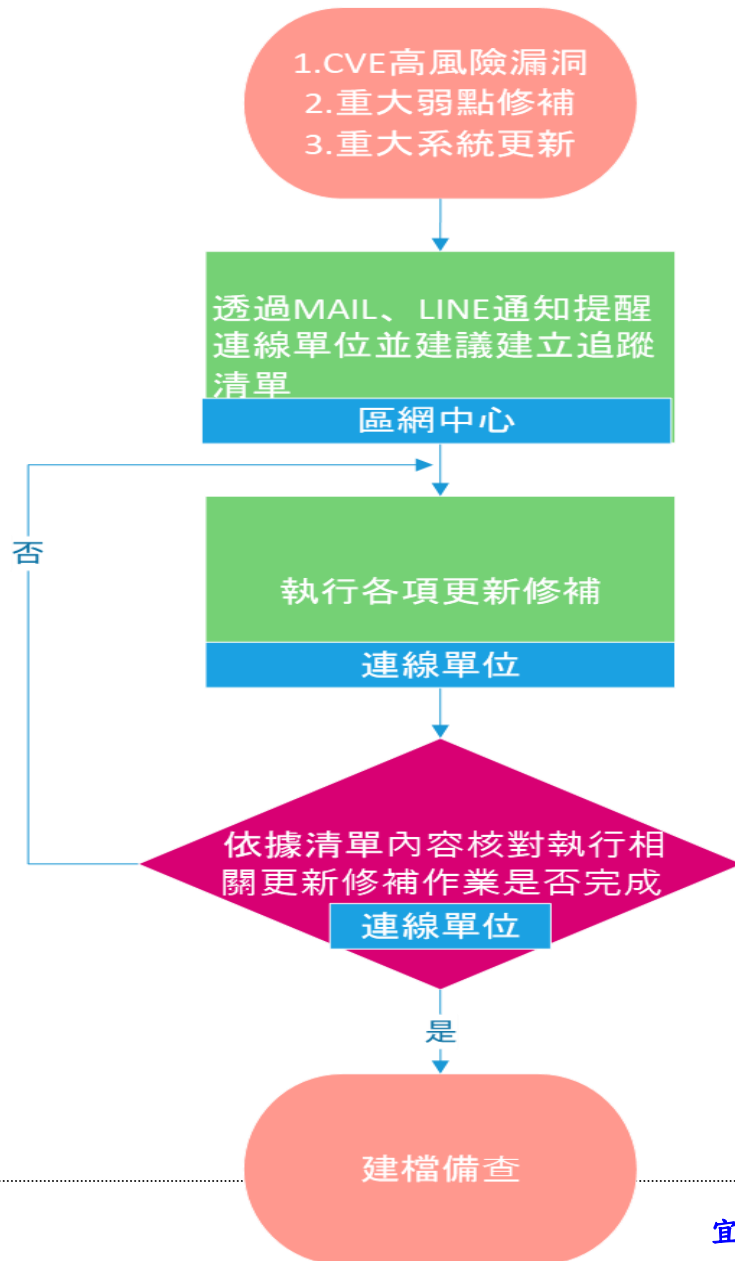 1.CVE高風險漏洞
2.重大弱點修補
3.重大系統更新
透過MAIL、LINE通知提醒
連線單位並建議建立追蹤
清單
區網中心
否
執行各項更新修補
連線單位
依據清單內容核對執行相
關更新修補作業是否完成
連線單位
是
建檔備查
宜